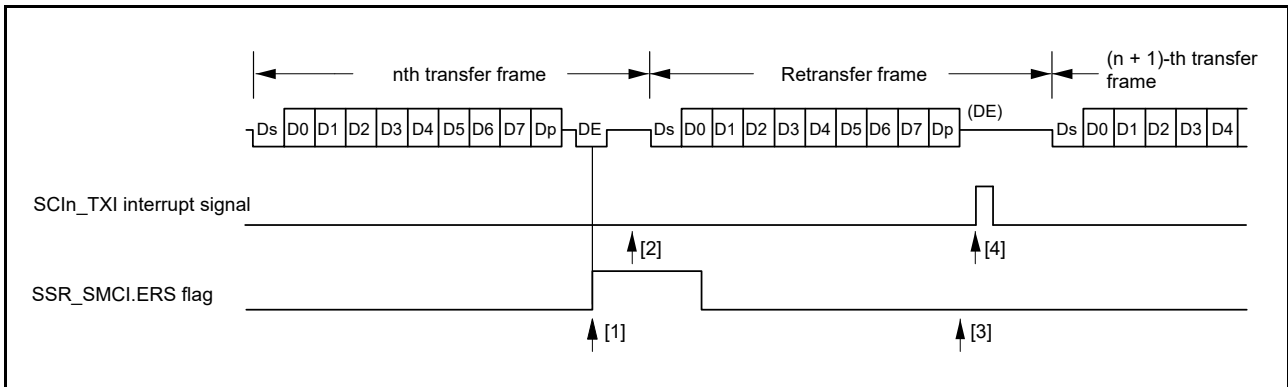 nth transfer frame
Retransfer frame
(n + 1)-th transfer
frame
Ds D0 D1 D2 D3 D4 D5 D6 D7 Dp DE Ds D0 D1 D2 D3 D4 D5 D6 D7 Dp (DE) Ds D0 D1 D2 D3 D4
SCIn_TXI interrupt signal
[2] [4]
SSR_SMCI.ERS flag
[1] [3]